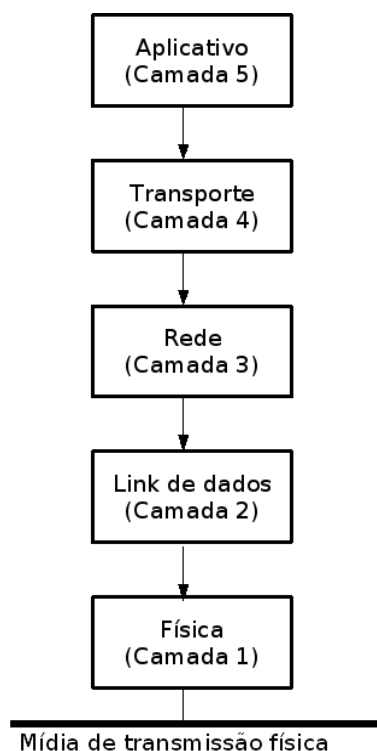 Aplicativo
(Camada 5)
Transporte
(Camada 4)
Rede
(Camada 3)
Link de dados
(Camada 2)
Física
(Camada 1)
Mídia de transmissão física